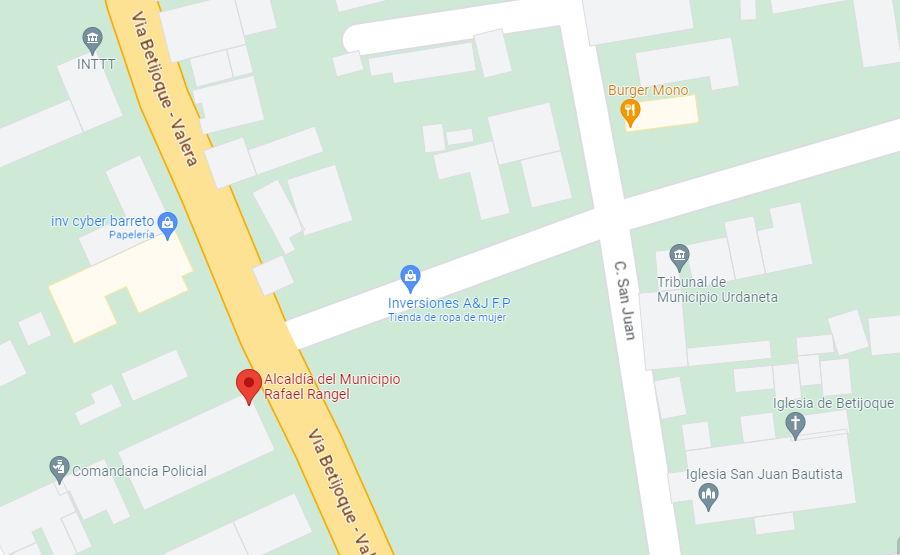 Via Betijoque - Valera
INTTT
Burger Mono
inv cyber barreto
Papelería
Tribunal de
Municipio Urdaneta
C. San Juan
Inversiones A&J F.P
Tienda de ropa de mujer
Alcaldía del Municipio
Rafael Rangel
Iglesia de Betijoque
Via Betijoque - Vale
Comandancia Policial
Iglesia San Juan Bautista